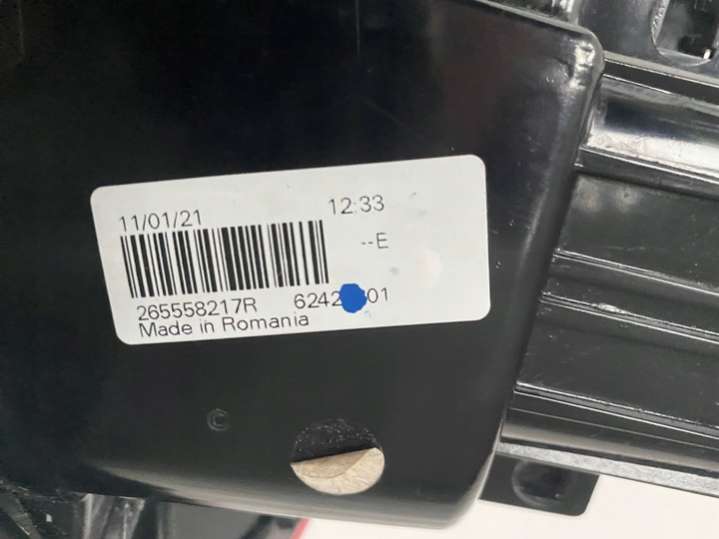 11/01/21 12:33
--E
265558217R
Made in Romania
©